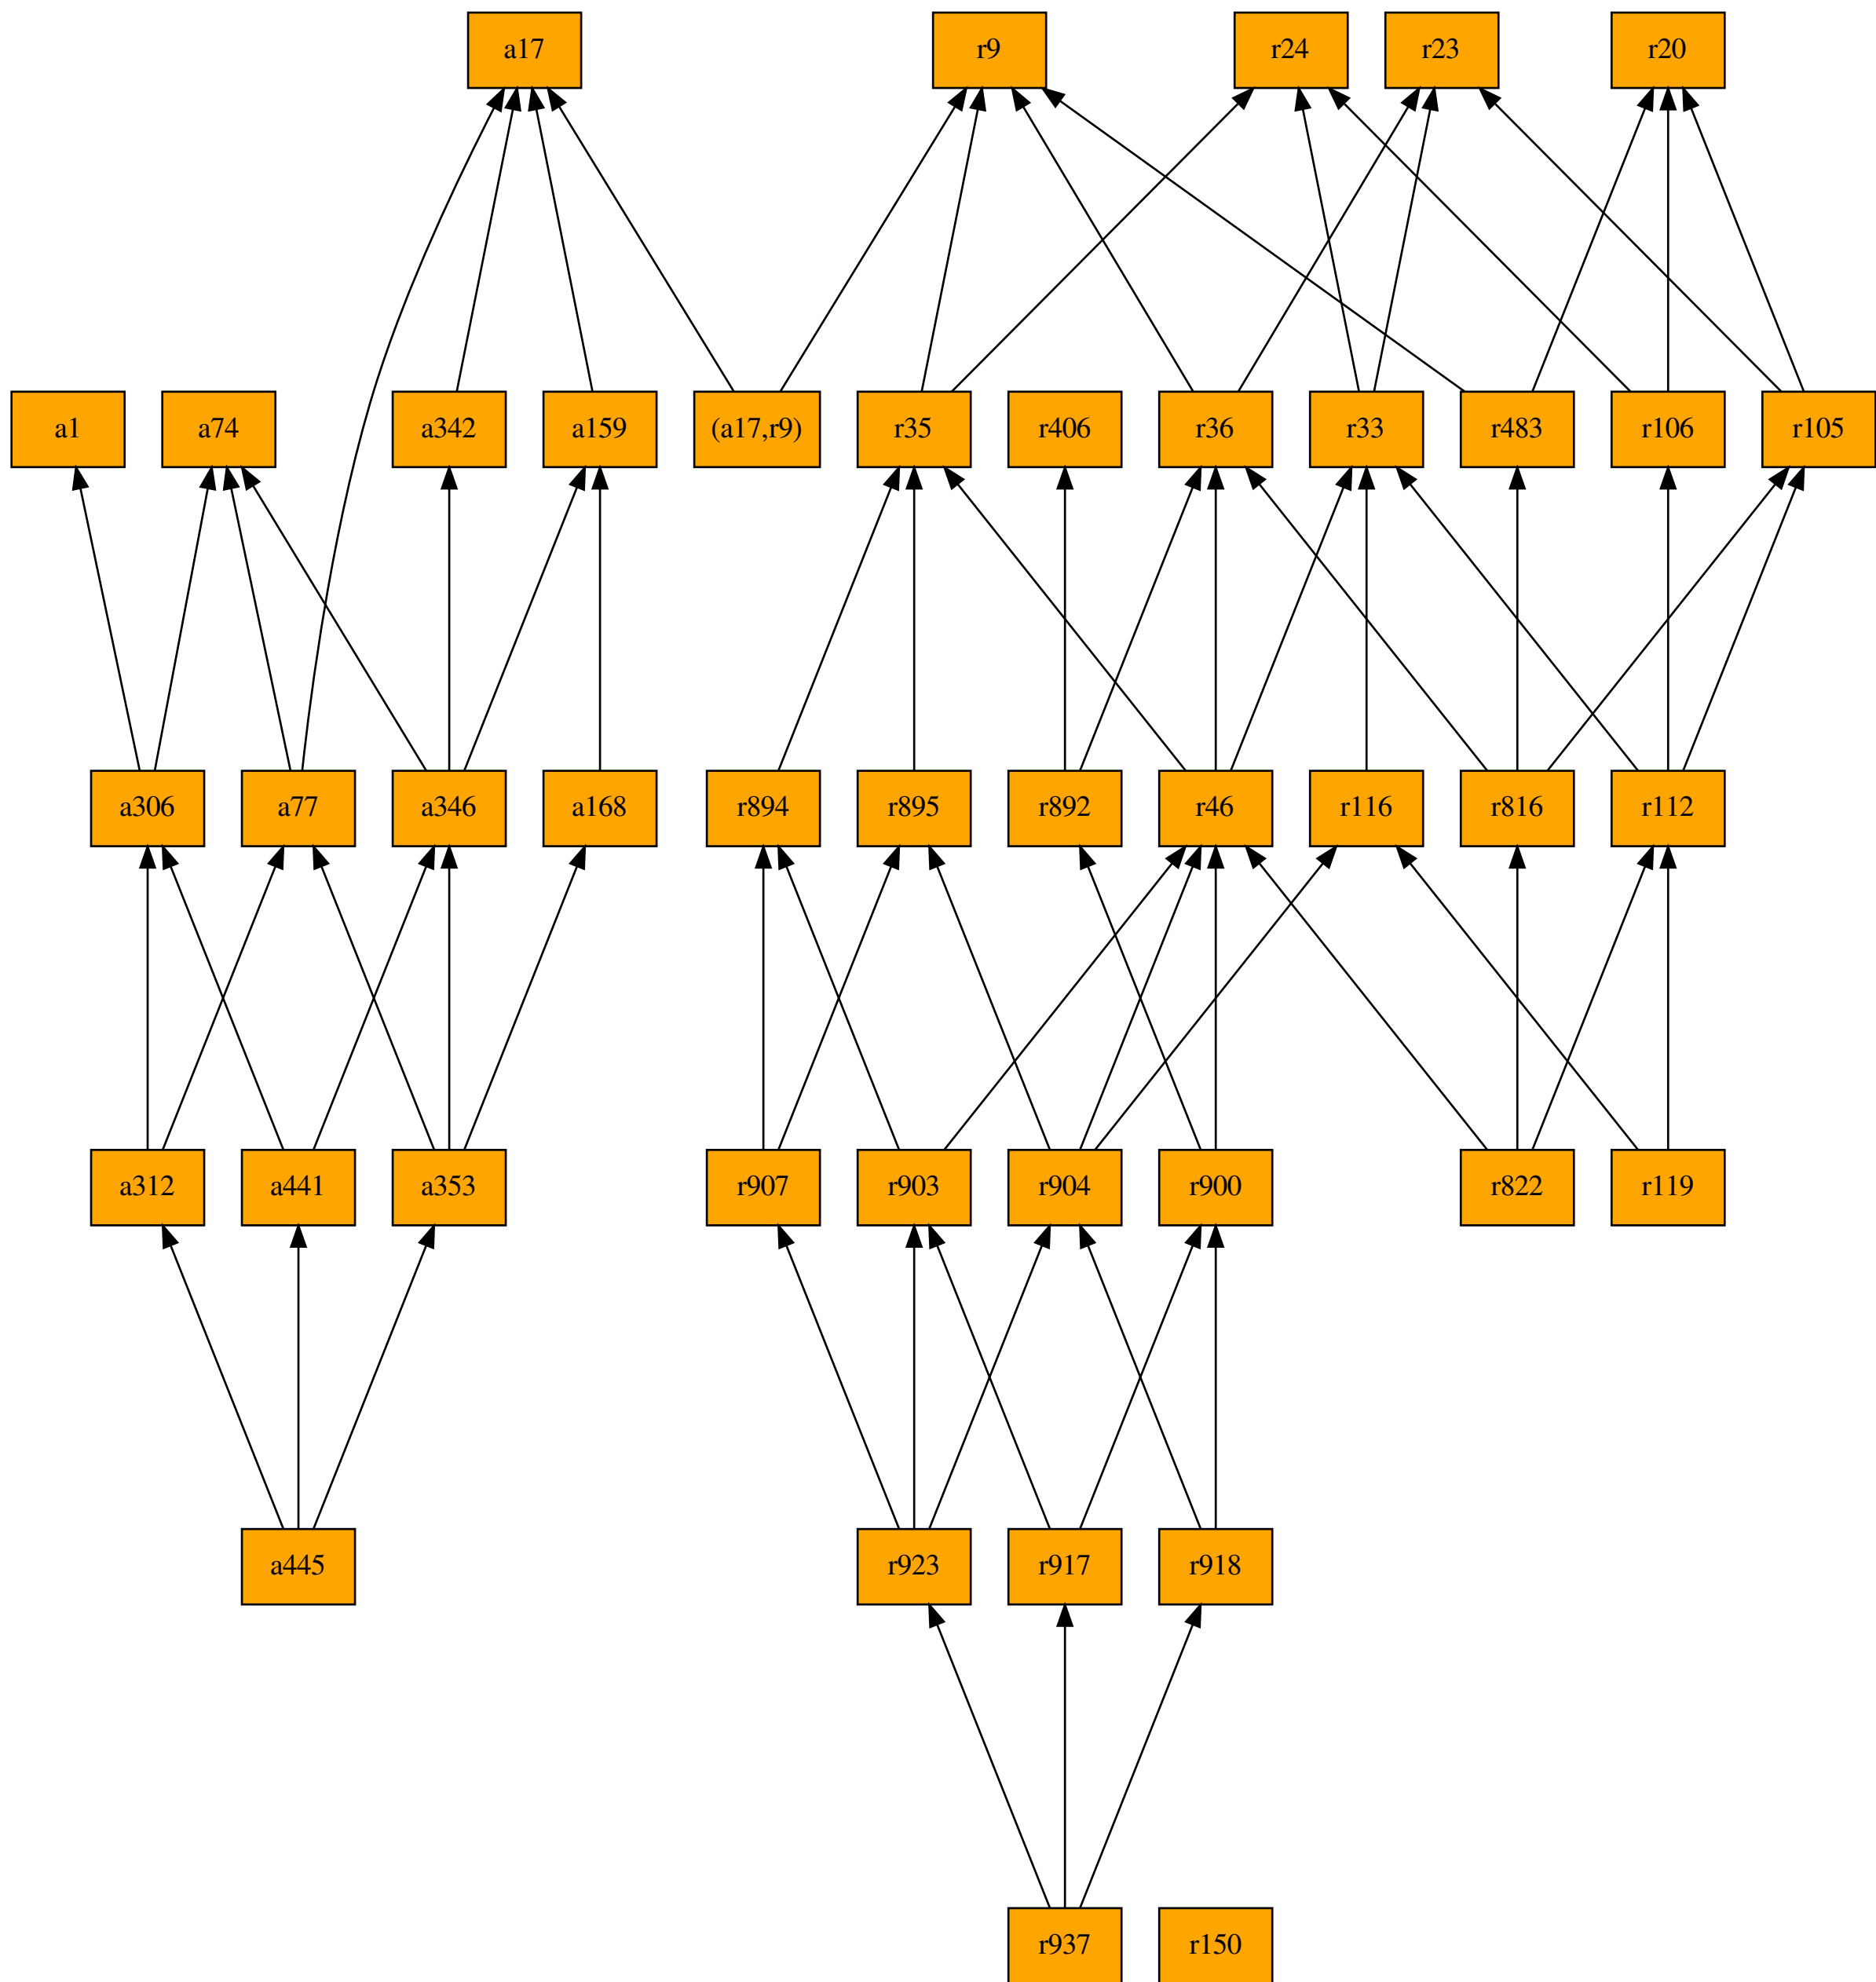 a17 r9 r24 r23 r20
a1 a74 a342 a159 (a17,r9) r35 r406 r36 r33 r483 r106 r105
a306 a77 a346 a168 r894 r895 r892 r46 r116 r816 r112
a312 a441 a353 r907 r903 r904 r900 r822 r119
a445 r923 r917 r918
r937 r150